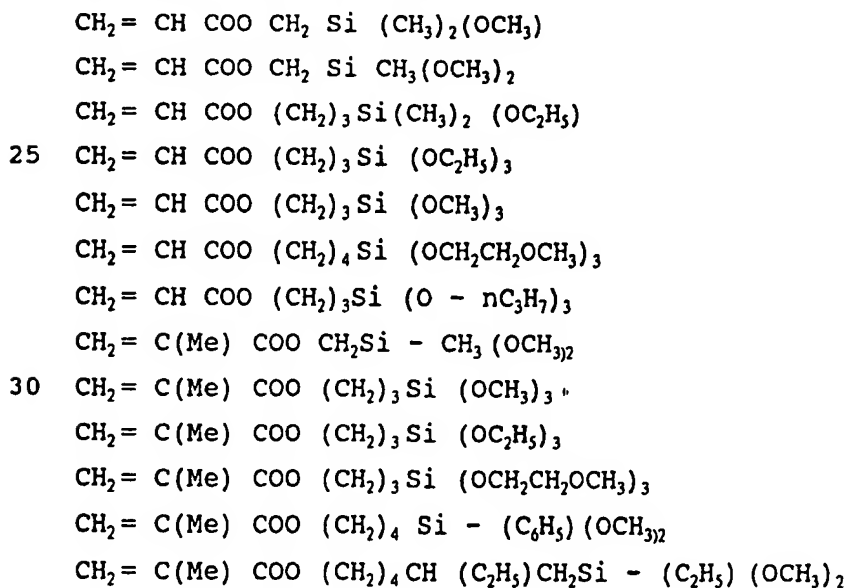 CH₂= CH COO CH₂ Si (CH₃)₂(OCH₃)
CH₂= CH COO CH₂ Si CH₃(OCH₃)₂
CH₂= CH COO (CH₂)₃Si(CH₃)₂ (OC₂H₅)
25 CH₂= CH COO (CH₂)₃Si (OC₂H₅)₃
CH₂= CH COO (CH₂)₃Si (OCH₃)₃
CH₂= CH COO (CH₂)₄Si (OCH₂CH₂OCH₃)₃
CH₂= CH COO (CH₂)₃Si (O - nC₃H₇)₃
CH₂= C(Me) COO CH₂Si - CH₃(OCH₃₎₂
30 CH₂= C(Me) COO (CH₂)₃Si (OCH₃)₃
CH₂= C(Me) COO (CH₂)₃Si (OC₂H₅)₃
CH₂= C(Me) COO (CH₂)₃Si (OCH₂CH₂OCH₃)₃
CH₂= C(Me) COO (CH₂)₄ Si - (C₆H₅)(OCH₃₎₂
CH₂= C(Me) COO (CH₂)₄CH (C₂H₅)CH₂Si - (C₂H₅) (OCH₃)₂